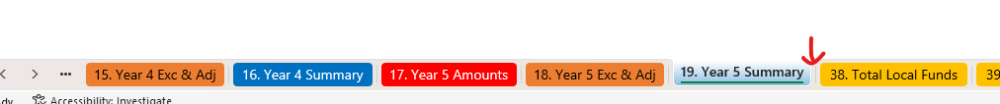 15. Year 4 Exc & Adj 16. Year 4 Summary 17. Year 5 Amounts 18. Year 5 Exc & Adj 19. Year 5 Summary 38. Total Local Funds 39
Accessibility: Investigate